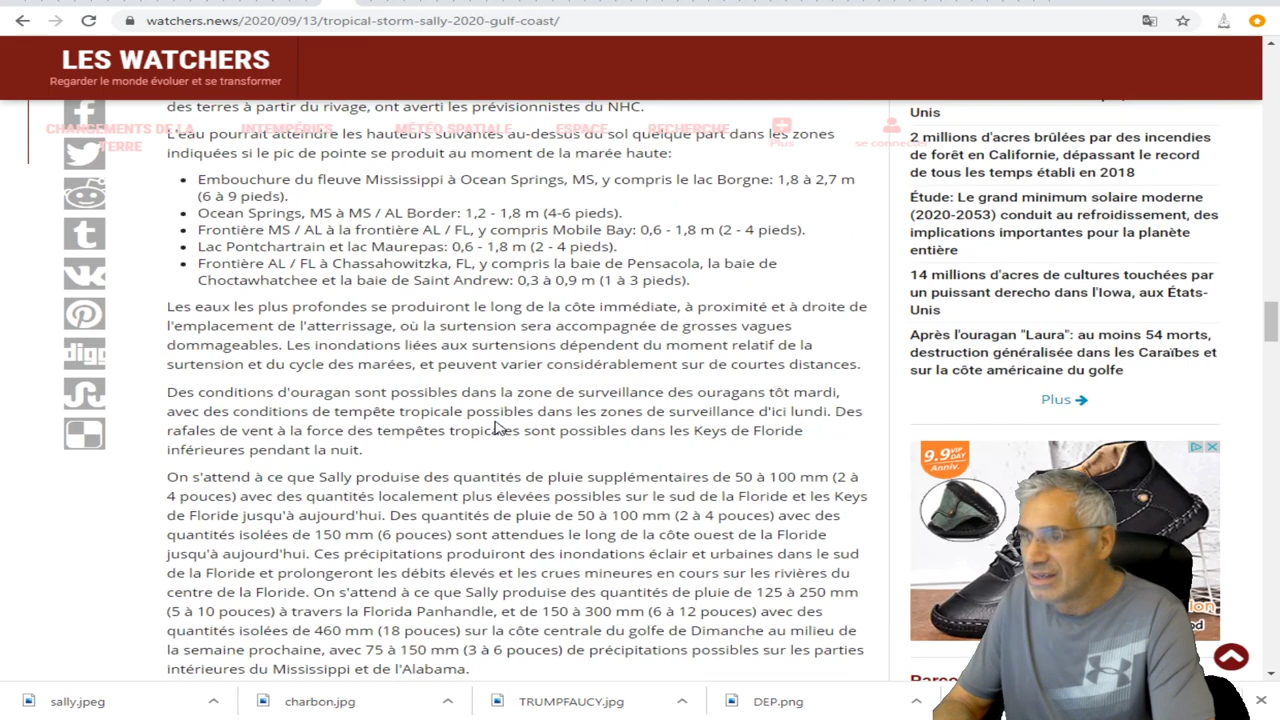 watchers.news/2020/09/13/tropical-storm-sally-2020-gulf-coast/
LES WATCHERS
Regarder le monde évoluer et se transformer
CHANGEMENTS DE LA TERRE
INTEMPÉRIES
MÉTÉO SPATIALE
ESPACE
RECHERCHE
Plus
se connecter
des terres à partir du rivage, ont averti les prévisionnistes du NHC.
L'eau pourrait atteindre les hauteurs suivantes au-dessus du sol quelque part dans les zones
indiquées si le pic de pointe se produit au moment de la marée haute:
Embouchure du fleuve Mississippi à Ocean Springs, MS, y compris le lac Borgne: 1,8 à 2,7 m
(6 à 9 pieds).
Ocean Springs, MS à MS / AL Border: 1,2 - 1,8 m (4-6 pieds).
Frontière MS / AL à la frontière AL / FL, y compris Mobile Bay: 0,6 - 1,8 m (2 - 4 pieds).
Lac Pontchartrain et lac Maurepas: 0,6 - 1,8 m (2 - 4 pieds).
Frontière AL / FL à Chassahowitzka, FL, y compris la baie de Pensacola, la baie de
Choctawhatchee et la baie de Saint Andrew: 0,3 à 0,9 m (1 à 3 pieds).
Les eaux les plus profondes se produiront le long de la côte immédiate, à proximité et à droite de
l'emplacement de l'atterrissage, où la surtension sera accompagnée de grosses vagues
dommageables. Les inondations liées aux surtensions dépendent du moment relatif de la
surtension et du cycle des marées, et peuvent varier considérablement sur de courtes distances.
Des conditions d'ouragan sont possibles dans la zone de surveillance des ouragans tôt mardi,
avec des conditions de tempête tropicale possibles dans les zones de surveillance d'ici lundi. Des
rafales de vent à la force des tempêtes tropicales sont possibles dans les Keys de Floride
inférieures pendant la nuit.
On s'attend à ce que Sally produise des quantités de pluie supplémentaires de 50 à 100 mm (2 à
4 pouces) avec des quantités localement plus élevées possibles sur le sud de la Floride et les Keys
de Floride jusqu'à aujourd'hui. Des quantités de pluie de 50 à 100 mm (2 à 4 pouces) avec des
quantités isolées de 150 mm (6 pouces) sont attendues le long de la côte ouest de la Floride
jusqu'à aujourd'hui. Ces précipitations produiront des inondations éclair et urbaines dans le sud
de la Floride et prolongeront les débits élevés et les crues mineures en cours sur les rivières du
centre de la Floride. On s'attend à ce que Sally produise des quantités de pluie de 125 à 250 mm
(5 à 10 pouces) à travers la Florida Panhandle, et de 150 à 300 mm (6 à 12 pouces) avec des
quantités isolées de 460 mm (18 pouces) sur la côte centrale du golfe de Dimanche au milieu de
la semaine prochaine, avec 75 à 150 mm (3 à 6 pouces) de précipitations possibles sur les parties
intérieures du Mississippi et de l'Alabama.
Unis
2 millions d'acres brûlées par des incendies
de forêt en Californie, dépassant le record
de tous les temps établi en 2018
Étude: Le grand minimum solaire moderne
(2020-2053) conduit au refroidissement, des
implications importantes pour la planète
entière
14 millions d'acres de cultures touchées par
un puissant derecho dans l'Iowa, aux États-
Unis
Après l'ouragan "Laura": au moins 54 morts,
destruction généralisée dans les Caraïbes et
sur la côte américaine du golfe
Plus
9.9 VIP DAY
Anniv.
digg
sally.jpeg
charbon.jpg
TRUMPFAUCY.jpg
DEP.png